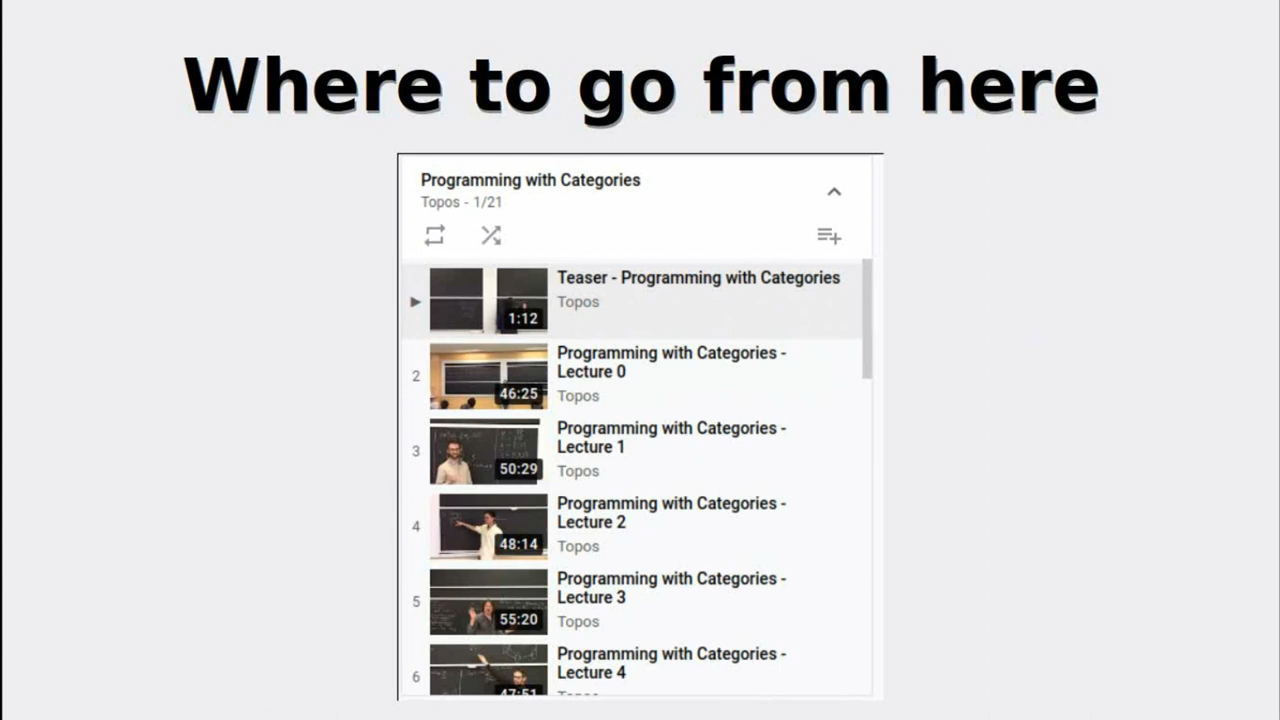 Where to go from here
Programming with Categories
Topos - 1/21
Teaser - Programming with Categories
Topos
1:12
2
Programming with Categories -
Lecture 0
Topos
46:25
3
Programming with Categories -
Lecture 1
Topos
50:29
4
Programming with Categories -
Lecture 2
Topos
48:14
5
Programming with Categories -
Lecture 3
Topos
55:20
6
Programming with Categories -
Lecture 4
Topos
47:51